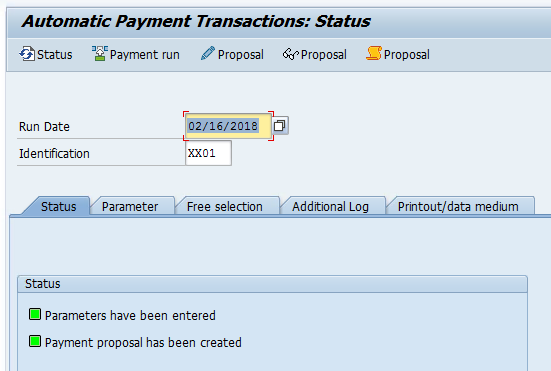 Automatic Payment Transactions: Status
Status Payment run Proposal Proposal Proposal
Run Date 02/16/2018
Identification XX01
Status Parameter Free selection Additional Log Printout/data medium
Status
Parameters have been entered
Payment proposal has been created